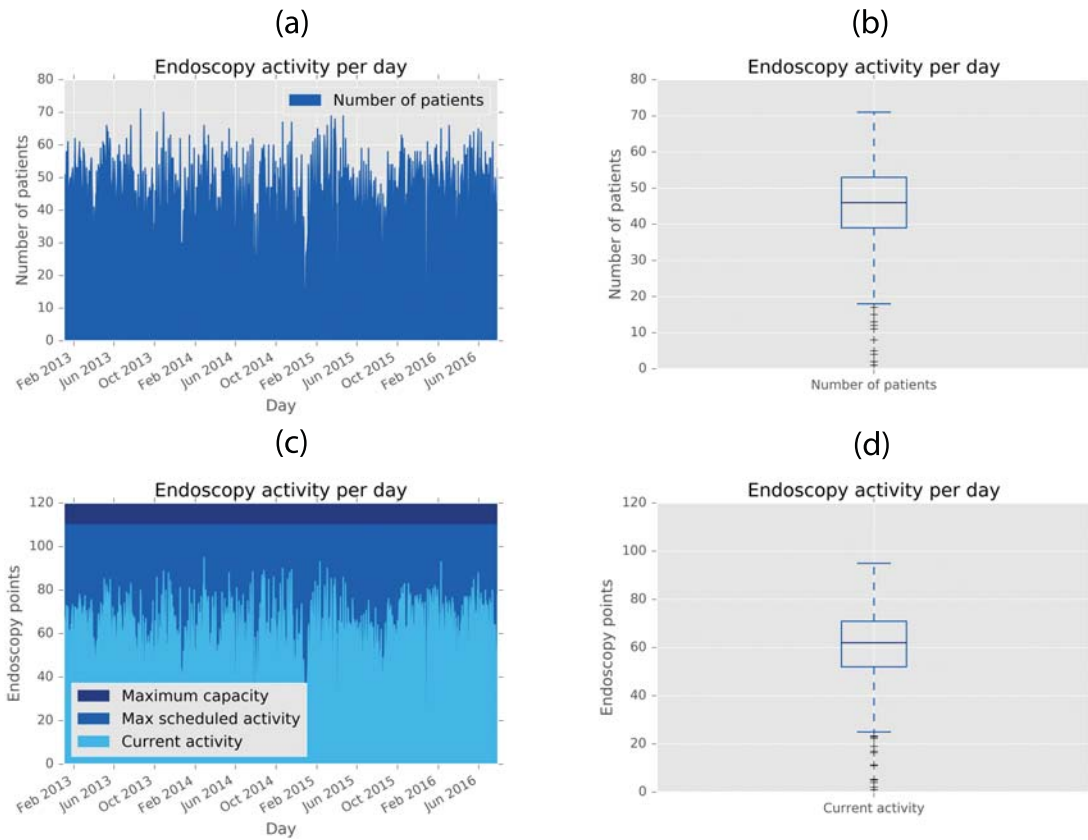 (a)
Endoscopy activity per day
Number of patients
80
70
60
50
40
30
20
10
0
Number of patients
Feb 2013
Jun 2013
Oct 2013
Feb 2014
Jun 2014
Oct 2014
Feb 2015
Jun 2015
Oct 2015
Feb 2016
Jun 2016
Day
(b)
Endoscopy activity per day
Number of patients
80
70
60
50
40
30
20
10
0
Number of patients
(c)
Endoscopy activity per day
Endoscopy points
120
100
80
60
40
20
0
Maximum capacity
Max scheduled activity
Current activity
Feb 2013
Jun 2013
Oct 2013
Feb 2014
Jun 2014
Oct 2014
Feb 2015
Jun 2015
Oct 2015
Feb 2016
Jun 2016
Day
(d)
Endoscopy activity per day
Endoscopy points
120
100
80
60
40
20
0
Current activity